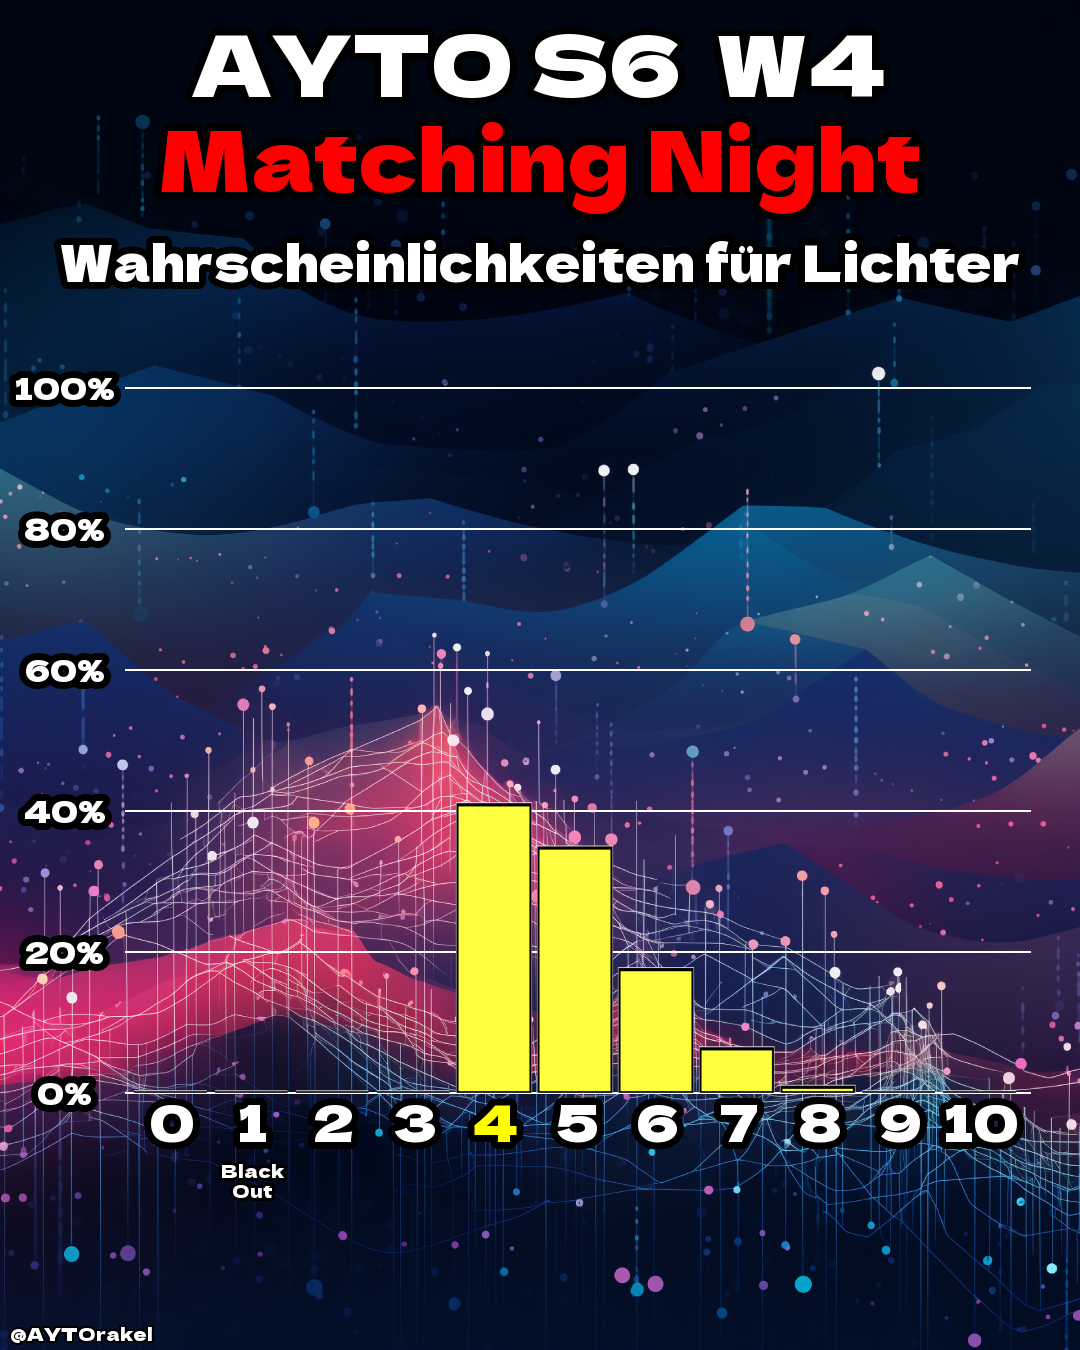 AYTO S6 W4
Matching Night
Wahrscheinlichkeiten für Lichter
100%
80%
60%
40%
20%
0%
0 1 2 3 4 5 6 7 8 9 10
Black
Out
@AYTOrakel